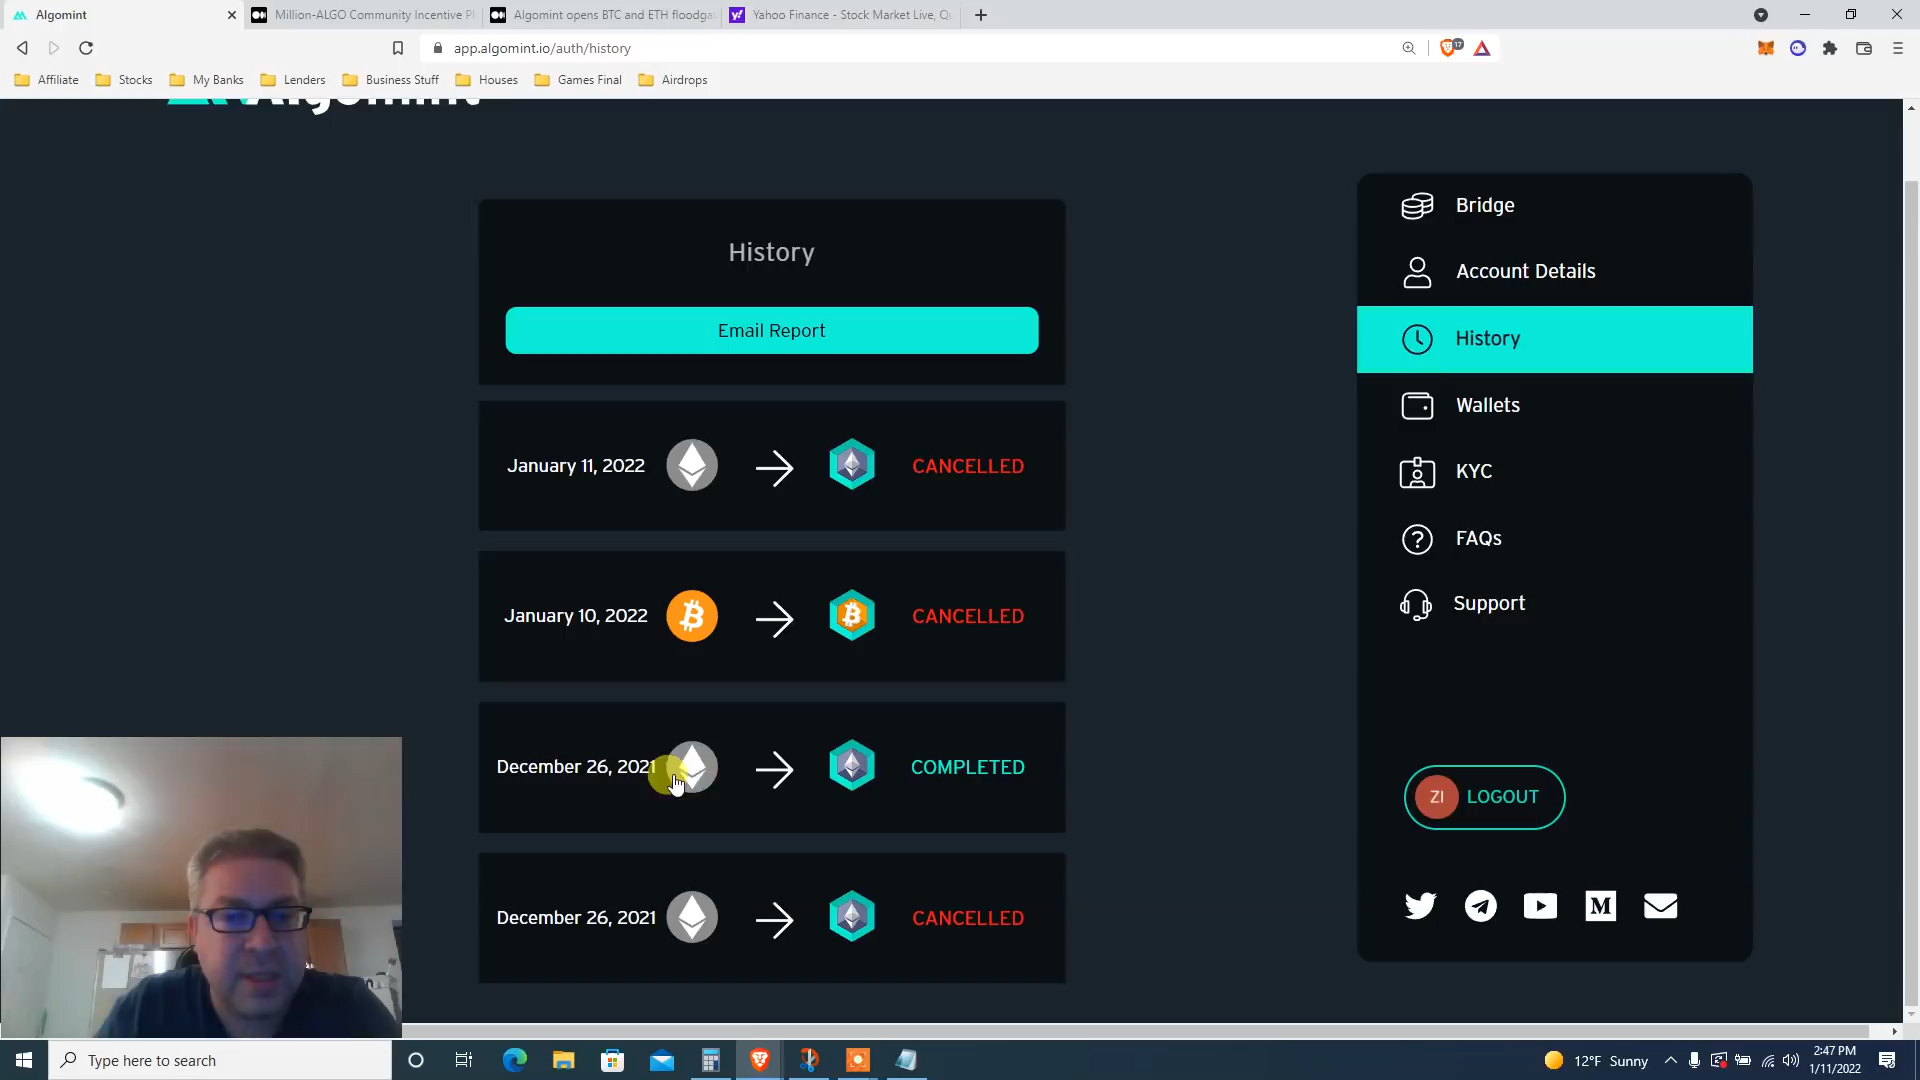 Algomint
Million-ALGO Community Incentive P
Algomint opens BTC and ETH floodga
Yahoo Finance - Stock Market Live, Q
app.algomint.io/auth/history
17
Affiliate
Stocks
My Banks
Lenders
Business Stuff
Houses
Games Final
Airdrops
Algomint
History
Email Report
January 11, 2022
CANCELLED
January 10, 2022
CANCELLED
December 26, 2021
COMPLETED
December 26, 2021
CANCELLED
Bridge
Account Details
History
Wallets
KYC
FAQs
Support
ZI LOGOUT
Type here to search
12°F Sunny
2:47 PM
1/11/2022